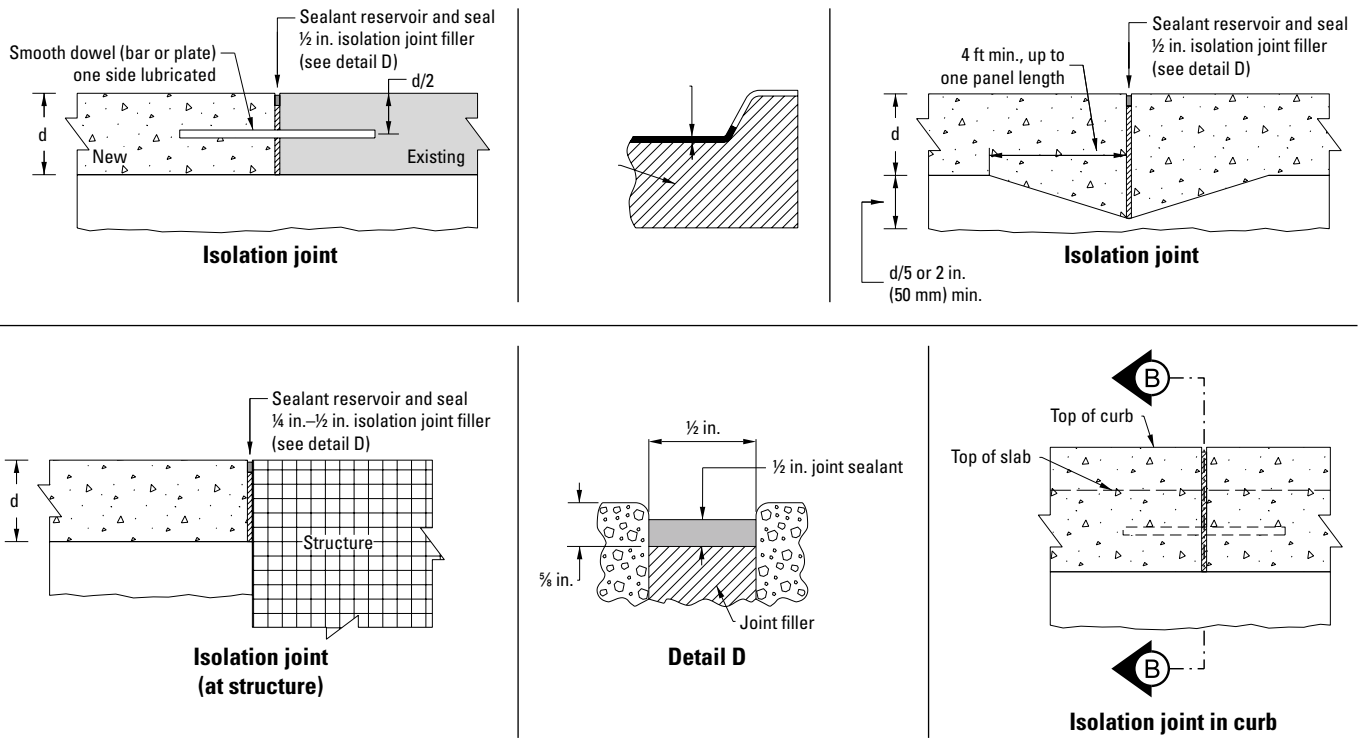 Sealant reservoir and seal
½ in. isolation joint filler
(see detail D)
Smooth dowel (bar or plate)
one side lubricated
d/2
d
New
Existing
Isolation joint
Sealant reservoir and seal
½ in. isolation joint filler
(see detail D)
4 ft min., up to
one panel length
d
d/5 or 2 in.
(50 mm) min.
Isolation joint
Sealant reservoir and seal
¼ in.–½ in. isolation joint filler
(see detail D)
d
Structure
Isolation joint
(at structure)
½ in.
½ in. joint sealant
⅝ in.
Joint filler
Detail D
B
Top of curb
Top of slab
B
Isolation joint in curb